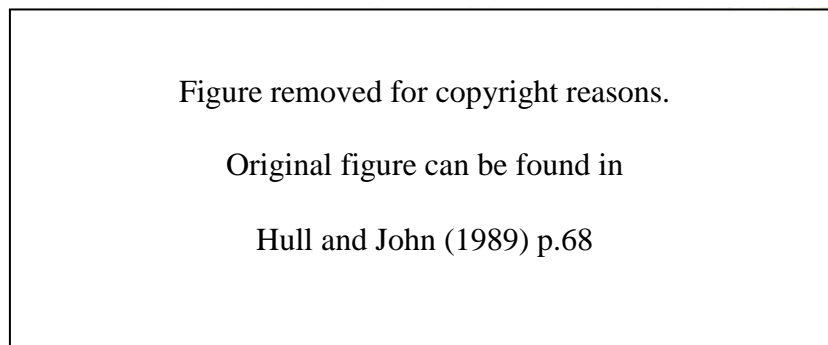 Figure removed for copyright reasons.
Original figure can be found in
Hull and John (1989) p.68